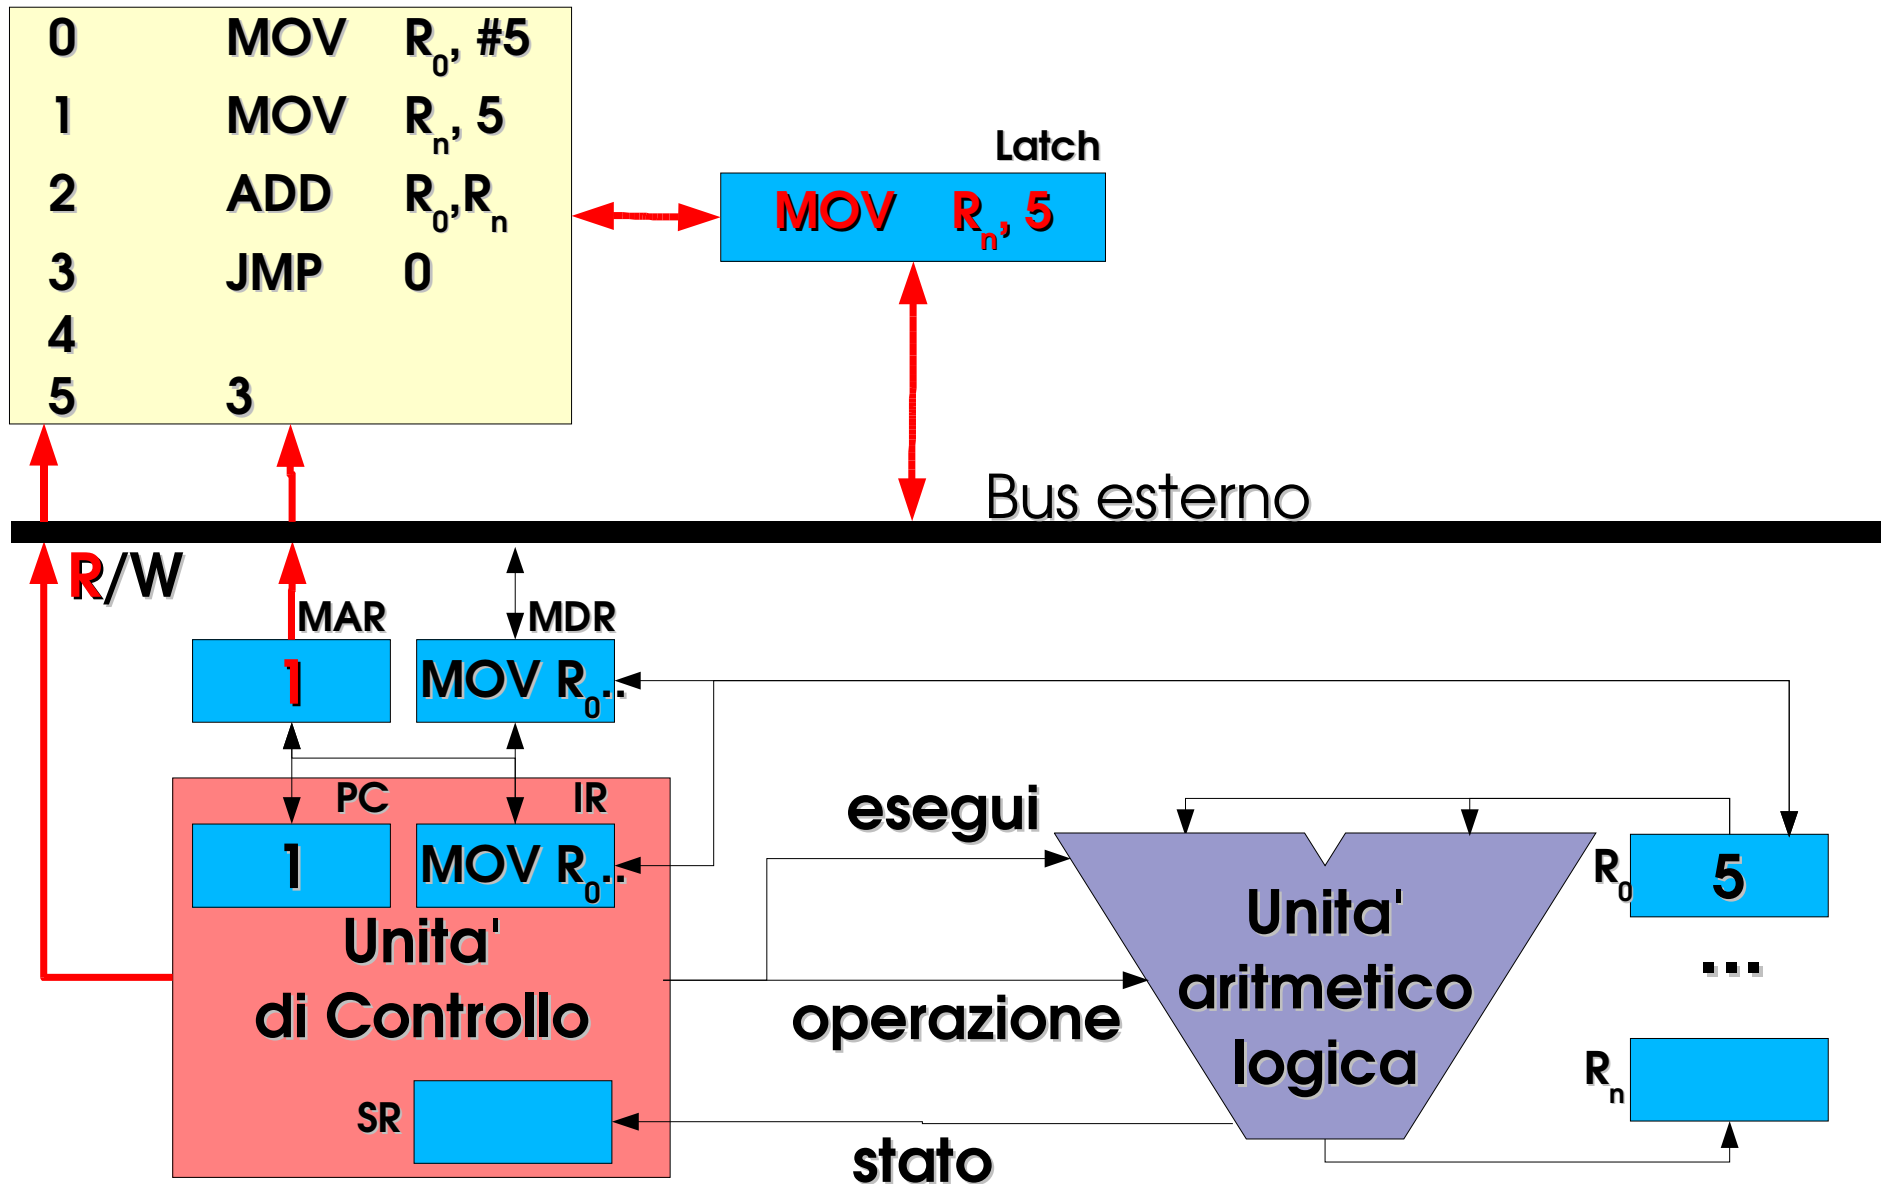 0 MOV R0, #5
1 MOV Rn, 5
2 ADD R0,Rn
3 JMP 0
4
5 3
Latch
MOV Rn, 5
Bus esterno
R/W
MAR
MDR
1
MOV R0..
PC
IR
1
MOV R0..
Unita'
di Controllo
SR
esegui
operazione
stato
Unita'
aritmetico
logica
R0
5
...
Rn